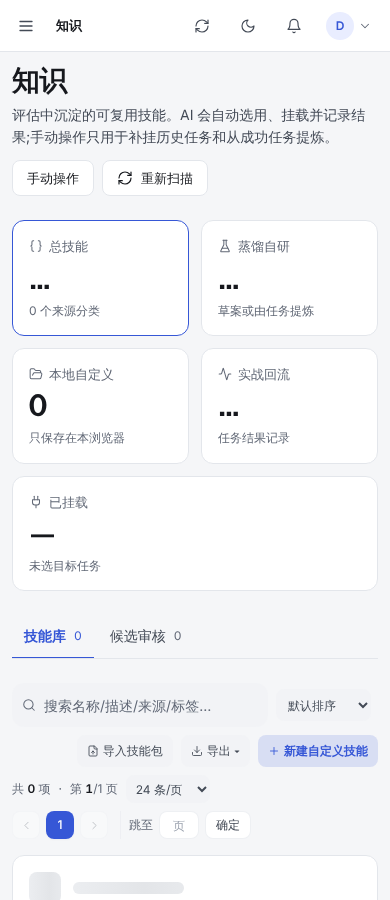 知识
D
知识
评估中沉淀的可复用技能。AI 会自动选用、挂载并记录结
果;手动操作只用于补挂历史任务和从成功任务提炼。
手动操作
重新扫描
总技能
...
0 个来源分类
蒸馏自研
...
草案或由任务提炼
本地自定义
0
只保存在本浏览器
实战回流
...
任务结果记录
已挂载
—
未选目标任务
技能库 0
候选审核 0
搜索名称/描述/来源/标签...
默认排序
导入技能包
导出
+ 新建自定义技能
共 0 项 · 第 1/1 页
24 条/页
1
跳至
页
确定